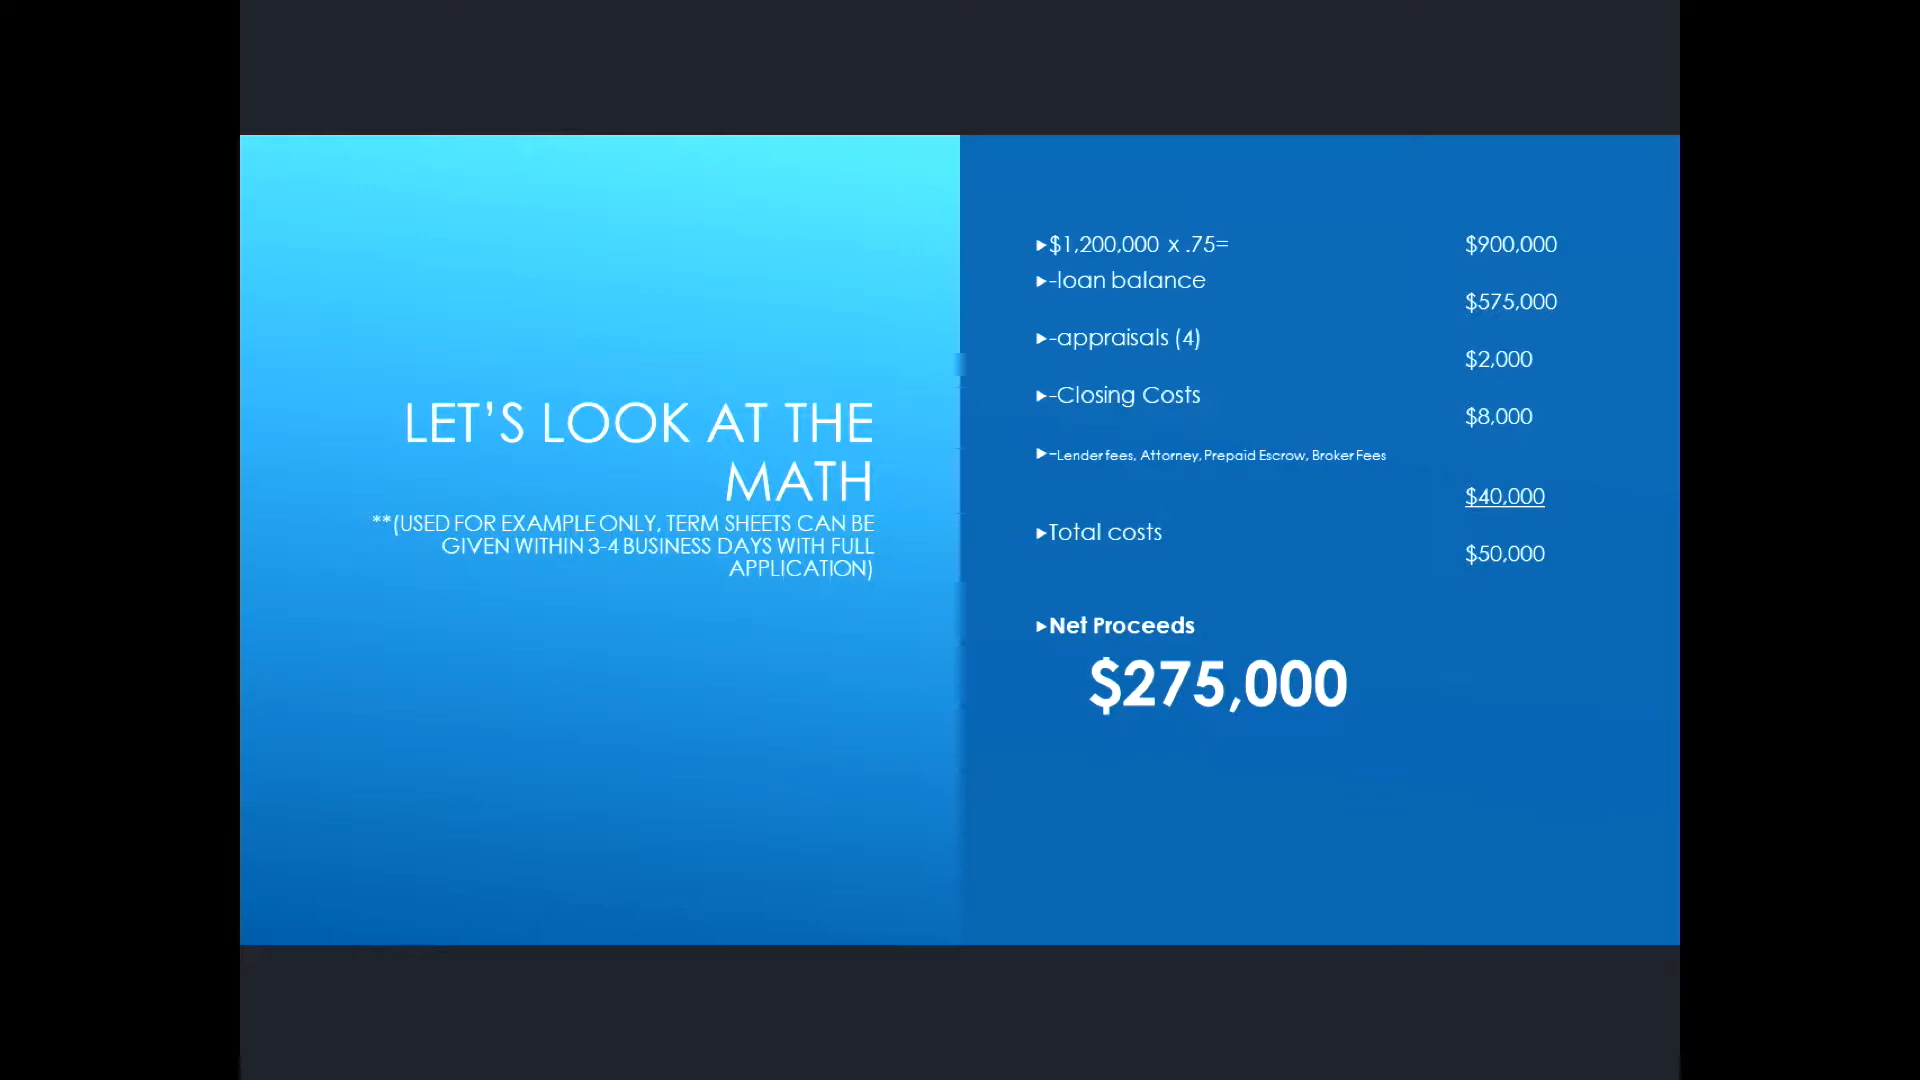 LET'S LOOK AT THE
MATH
**(USED FOR EXAMPLE ONLY, TERM SHEETS CAN BE
GIVEN WITHIN 3-4 BUSINESS DAYS WITH FULL
APPLICATION)
▶$1,200,000 x .75= $900,000
▶-loan balance
$575,000
▶-appraisals (4)
$2,000
▶-Closing Costs
$8,000
▶-Lender fees, Attorney, Prepaid Escrow, Broker Fees
$40,000
▶Total costs
$50,000
▶Net Proceeds
$275,000